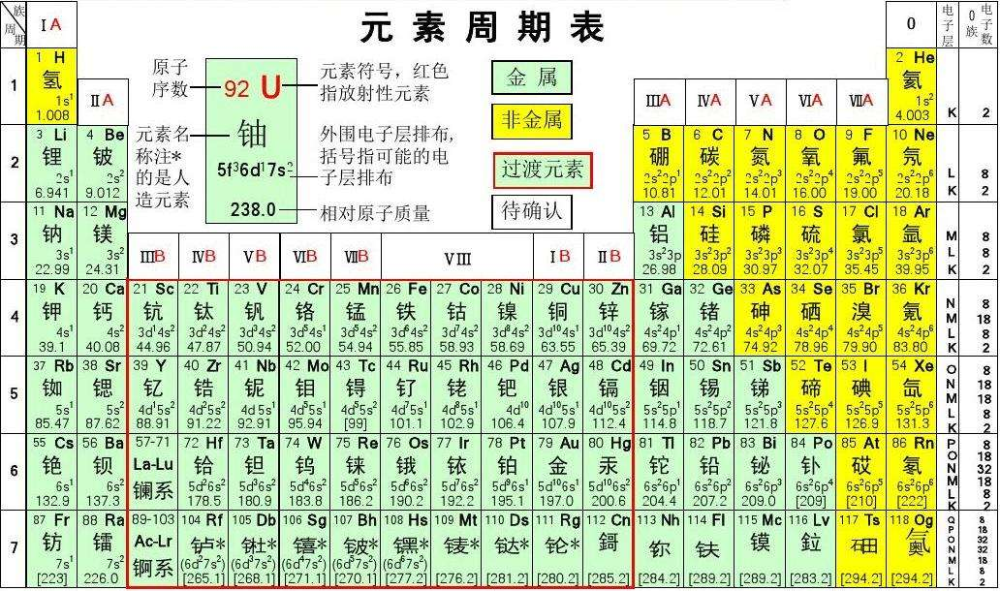 族 周期 ⅠA 元素周期表 0 电子层 0族 电子数
1 1 H 2 He
氢 氦
1s¹ 1s²
1.008 4.003 K 2
原子序数 92 U 元素符号，红色指放射性元素
铀
元素名称注*的是人造元素
外围电子层排布，括号指可能的电子层排布
5f³6d¹7s²
238.0 相对原子质量
金属
非金属
过渡元素
待确认
ⅡA ⅢA ⅣA ⅤA ⅥA ⅦA
2 3 Li 4 Be 5 B 6 C 7 N 8 O 9 F 10 Ne
锂 铍 硼 碳 氮 氧 氟 氖
2s¹ 2s² 2s²2p¹ 2s²2p² 2s²2p³ 2s²2p⁴ 2s²2p⁵ 2s²2p⁶
6.941 9.012 10.81 12.01 14.01 16.00 19.00 20.18
L 8
K 2
3 11 Na 12 Mg 13 Al 14 Si 15 P 16 S 17 Cl 18 Ar
钠 镁 铝 硅 磷 硫 氯 氩
3s¹ 3s² 3s²3p 3s²3p² 3s²3p³ 3s²3p⁴ 3s²3p⁵ 3s²3p⁶
22.99 24.31 26.98 28.09 30.97 32.07 35.45 39.95
M 8
L 8
K 2
ⅢB ⅣB ⅤB ⅥB ⅦB ⅤⅢ ⅠB ⅡB
4 19 K 20 Ca 21 Sc 22 Ti 23 V 24 Cr 25 Mn 26 Fe 27 Co 28 Ni 29 Cu 30 Zn 31 Ga 32 Ge 33 As 34 Se 35 Br 36 Kr
钾 钙 钪 钛 钒 铬 锰 铁 钴 镍 铜 锌 镓 锗 砷 硒 溴 氪
4s¹ 4s² 3d¹4s² 3d²4s² 3d³4s² 3d⁵4s¹ 3d⁵4s² 3d⁶4s² 3d⁷4s² 3d⁸4s² 3d¹⁰4s¹ 3d¹⁰4s² 4s²4p¹ 4s²4p² 4s²4p³ 4s²4p⁴ 4s²4p⁵ 4s²4p⁶
39.1 40.08 44.96 47.87 50.94 52.00 54.94 55.85 58.93 58.69 63.55 65.39 69.72 72.61 74.92 78.96 79.90 83.80
N 8
M 18
L 8
K 2
5 37 Rb 38 Sr 39 Y 40 Zr 41 Nb 42 Mo 43 Tc 44 Ru 45 Rh 46 Pd 47 Ag 48 Cd 49 In 50 Sn 51 Sb 52 Te 53 I 54 Xe
铷 锶 钇 锆 铌 钼 锝 钌 铑 钯 银 镉 铟 锡 锑 碲 碘 氙
5s¹ 5s² 4d¹5s² 4d²5s² 4d⁴5s¹ 4d⁵5s¹ 4d⁵5s² 4d⁷5s¹ 4d⁸5s¹ 4d¹⁰ 4d¹⁰5s¹ 4d¹⁰5s² 5s²5p¹ 5s²5p² 5s²5p³ 5s²5p⁴ 5s²5p⁵ 5s²5p⁶
85.47 87.62 88.91 91.22 92.91 95.94 [99] 101.1 102.9 106.4 107.9 112.4 114.8 118.7 121.8 127.6 126.9 131.3
O 8
N 18
M 18
L 8
K 2
6 55 Cs 56 Ba 57-71 72 Hf 73 Ta 74 W 75 Re 76 Os 77 Ir 78 Pt 79 Au 80 Hg 81 Tl 82 Pb 83 Bi 84 Po 85 At 86 Rn
铯 钡 La-Lu 镧系 铪 钽 钨 铼 锇 铱 铂 金 汞 铊 铅 铋 钋 砹 氡
6s¹ 6s² 5d²6s² 5d³6s² 5d⁴6s² 5d⁵6s² 5d⁶6s² 5d⁷6s² 5d⁹6s¹ 5d¹⁰6s¹ 5d¹⁰6s² 6s²6p¹ 6s²6p² 6s²6p³ 6s²6p⁴ 6s²6p⁵ 6s²6p⁶
132.9 137.3 178.5 180.9 183.8 186.2 190.2 192.2 195.1 197.0 200.6 204.4 207.2 209.0 [209] [210] [222]
P 8
O 18
N 32
M 18
L 8
K 2
7 87 Fr 88 Ra 89-103 104 Rf 105 Db 106 Sg 107 Bh 108 Hs 109 Mt 110 Ds 111 Rg 112 Cn 113 Nh 114 Fl 115 Mc 116 Lv 117 Ts 118 Og
钫 镭 Ac-Lr 锕系 𬬻* 𬭊* 𬭳* 𬭛* 𬭶* 鿏* 𫟼* 𬬭* 鿭 𫓧 镆 鉝 石田
7s¹ 7s² (6d²7s²) (6d³7s²) (6d⁴7s²) (6d⁵7s²) (6d⁶7s²)
[223] 226.0 [265.1] [268.1] [271.1] [270.1] [277.2] [276.2] [281.2] [280.2] [285.2] [284.2] [289.2] [289.2] [283.2] [294.2] [294.2]
Q 8
P 18
O 32
N 32
M 18
L 8
K 2